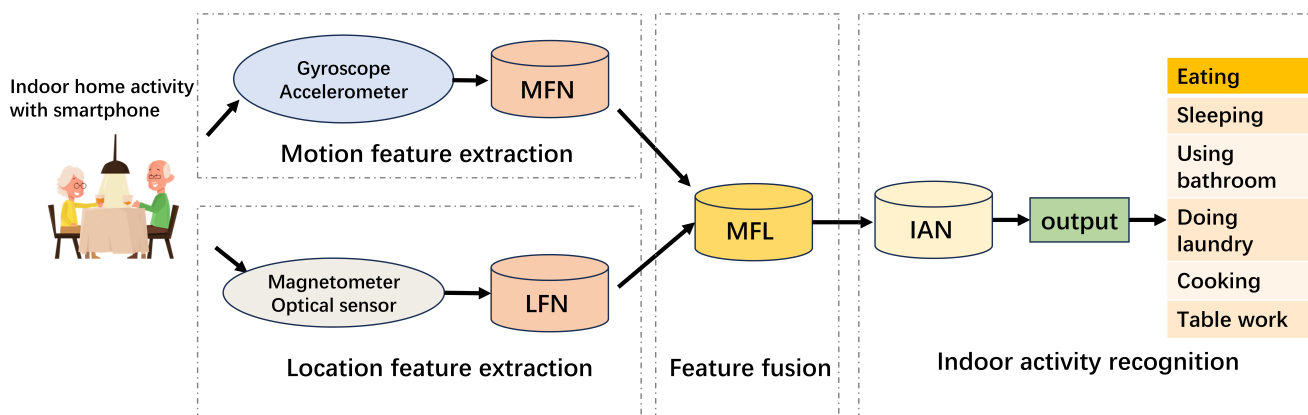 Indoor home activity
with smartphone
Gyroscope
Accelerometer
MFN
Motion feature extraction
Magnetometer
Optical sensor
LFN
Location feature extraction
MFL
Feature fusion
IAN
output
Indoor activity recognition
Eating
Sleeping
Using
bathroom
Doing
laundry
Cooking
Table work